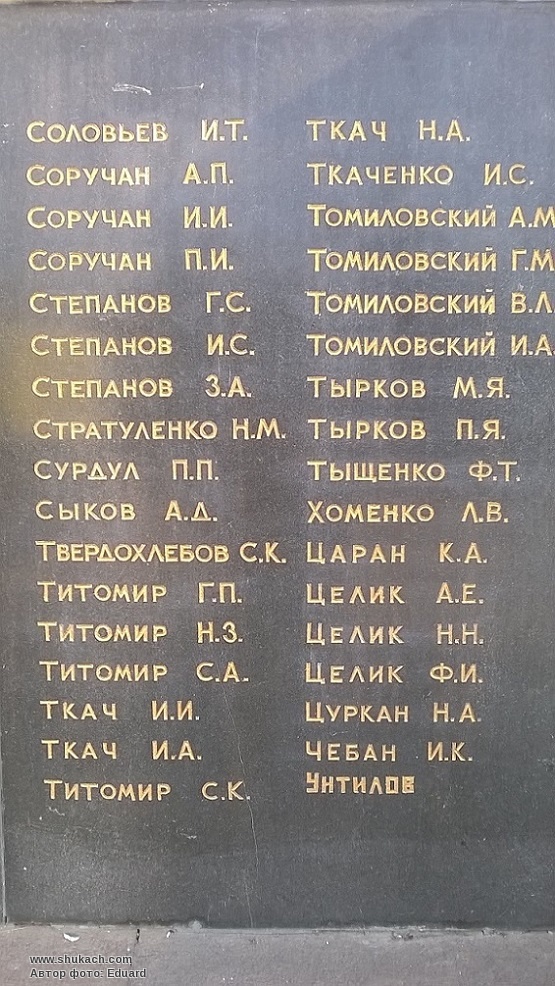 Соловьев И.Т.
Соручан А.П.
Соручан И.И.
Соручан П.И.
Степанов Г.С.
Степанов И.С.
Степанов З.А.
Стратуленко Н.М.
Сурдул П.П.
Сыков А.Д.
Твердохлебов С.К.
Титомир Г.П.
Титомир Н.З.
Титомир С.А.
Ткач И.И.
Ткач И.А.
Титомир С.К.
Ткач Н.А.
Ткаченко И.С.
Томиловский А.М
Томиловский Г.М
Томиловский В.Л
Томиловский И.А
Тырков М.Я.
Тырков П.Я.
Тыщенко Ф.Т.
Хоменко Л.В.
Царан К.А.
Целик А.Е.
Целик Н.Н.
Целик Ф.И.
Цуркан Н.А.
Чебан И.К.
Унтилов
www.shukach.com
Автор фото: Eduard